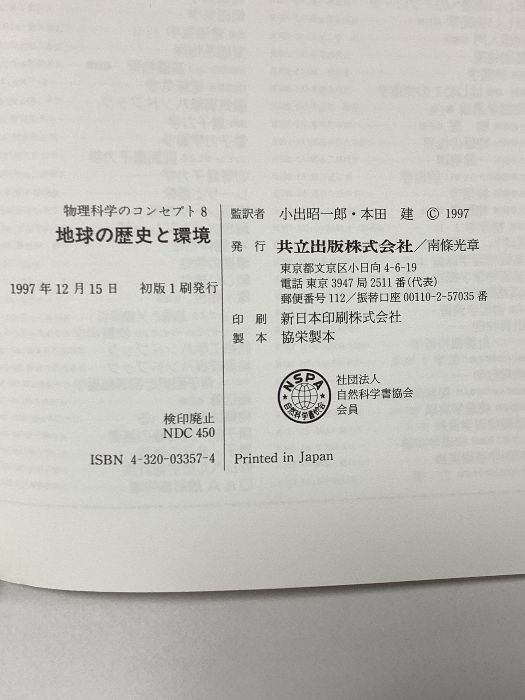 物理科学のコンセプト 8
地球の歴史と環境
1997 年 12 月 15 日　初版 1 刷発行
検印廃止
NDC 450
ISBN 4-320-03357-4
監訳者　小出昭一郎・本田　建 © 1997
発　行　共立出版株式会社/南條光章
東京都文京区小日向 4-6-19
電話 東京 3947 局 2511 番(代表)
郵便番号 112/振替口座 00110-2-57035 番
印　刷　新日本印刷株式会社
製　本　協栄製本
NSPA
自然科学書協会
社団法人
自然科学書協会
会員
Printed in Japan